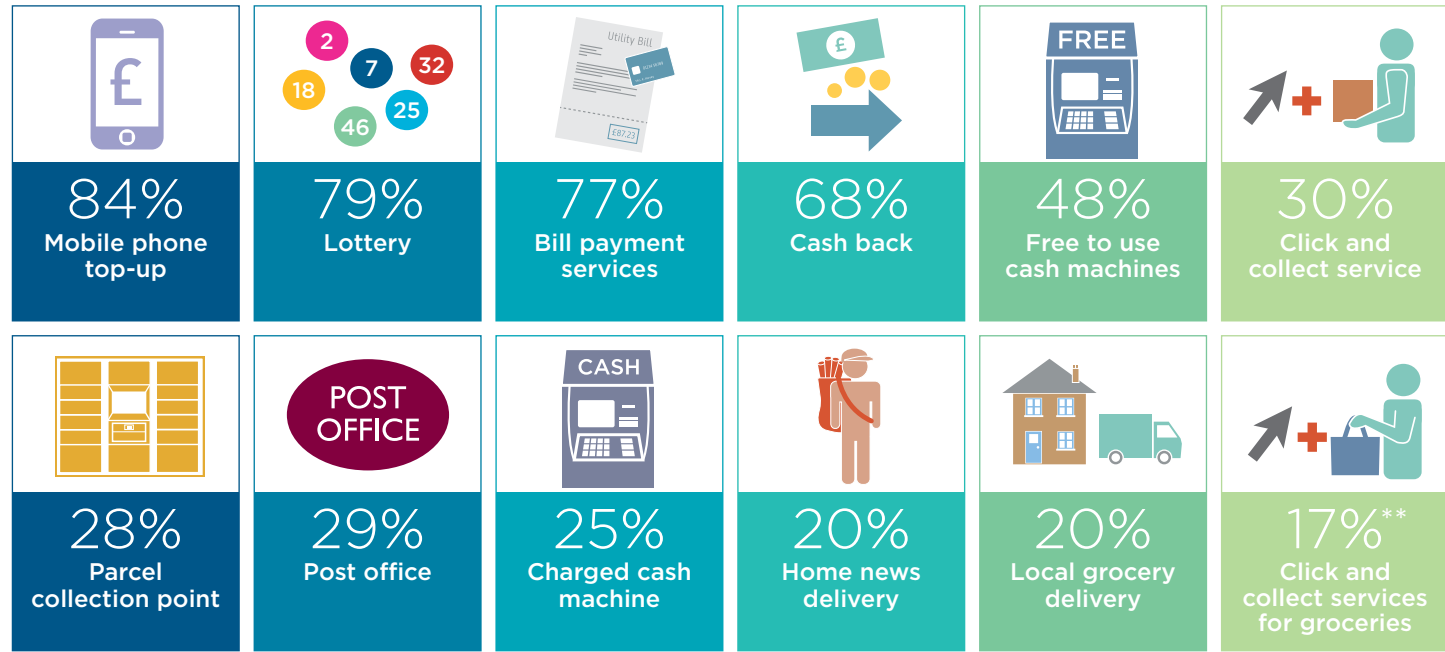 £
2
7
32
18
25
46
Utility Bill
£87.23
£
FREE
84%
Mobile phone
top-up
79%
Lottery
77%
Bill payment
services
68%
Cash back
48%
Free to use
cash machines
30%
Click and
collect service
POST
OFFICE
CASH
28%
Parcel
collection point
29%
Post office
25%
Charged cash
machine
20%
Home news
delivery
20%
Local grocery
delivery
17%**
Click and
collect services
for groceries